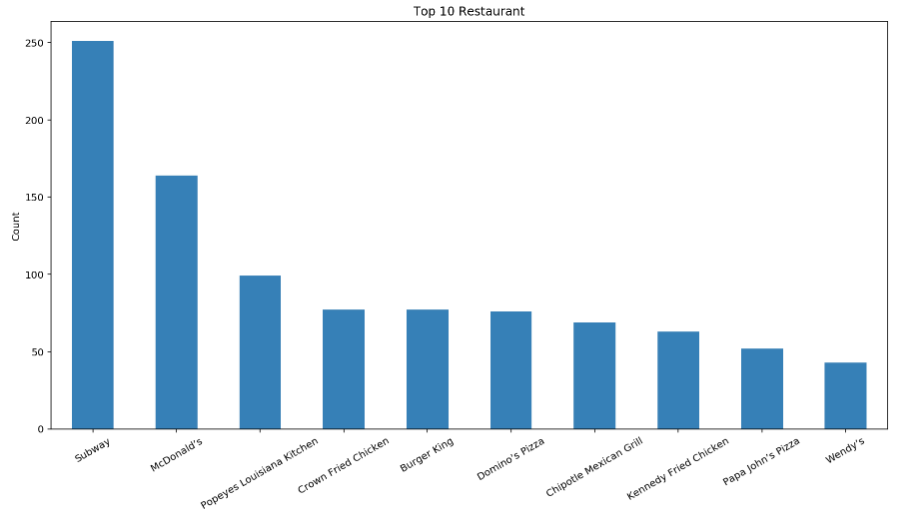 Top 10 Restaurant
Count
250
200
150
100
50
0
Subway
McDonald's
Popeyes Louisiana Kitchen
Crown Fried Chicken
Burger King
Domino's Pizza
Chipotle Mexican Grill
Kennedy Fried Chicken
Papa John's Pizza
Wendy's